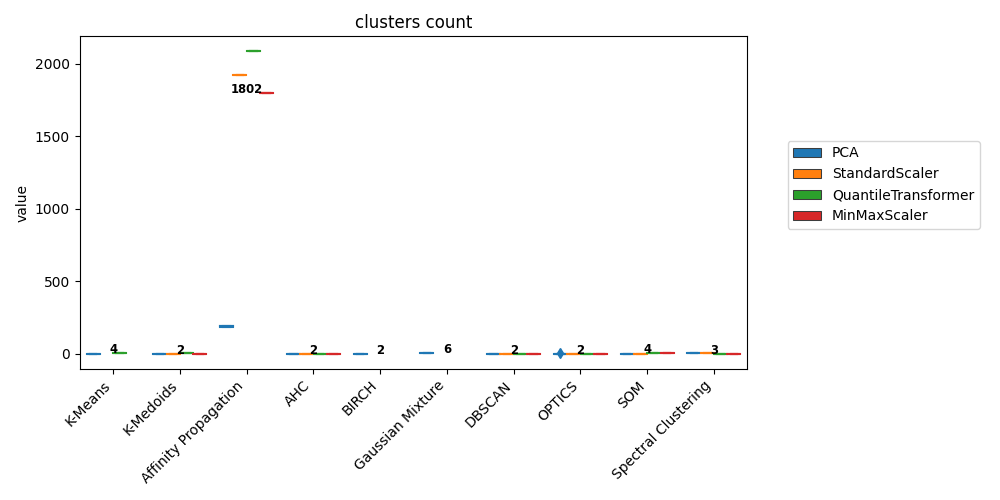 clusters count
value
2000
1500
1000
500
0
1802
4
2
2
2
6
2
2
4
3
K-Means
K-Medoids
Affinity Propagation
AHC
BIRCH
Gaussian Mixture
DBSCAN
OPTICS
SOM
Spectral Clustering
PCA
StandardScaler
QuantileTransformer
MinMaxScaler